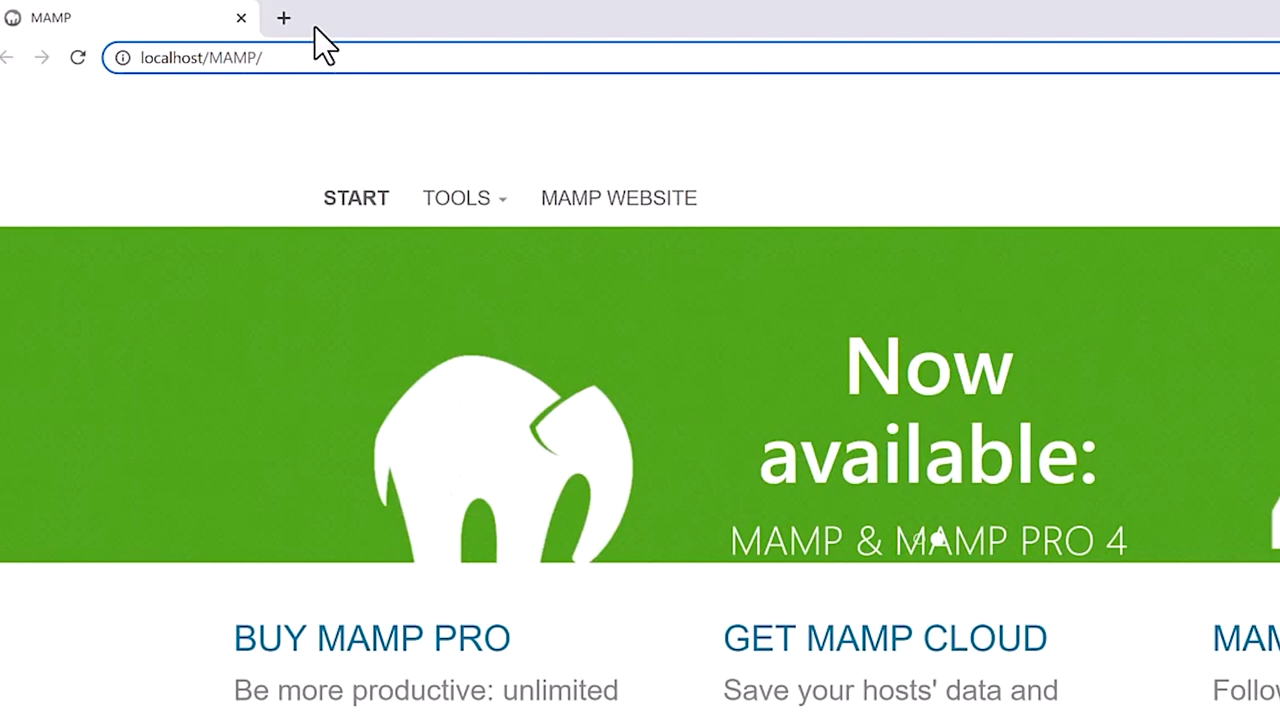 MAMP
localhost/MAMP/
START TOOLS MAMP WEBSITE
Now
available:
MAMP & MAMP PRO 4
BUY MAMP PRO GET MAMP CLOUD
Be more productive: unlimited Save your hosts' data and